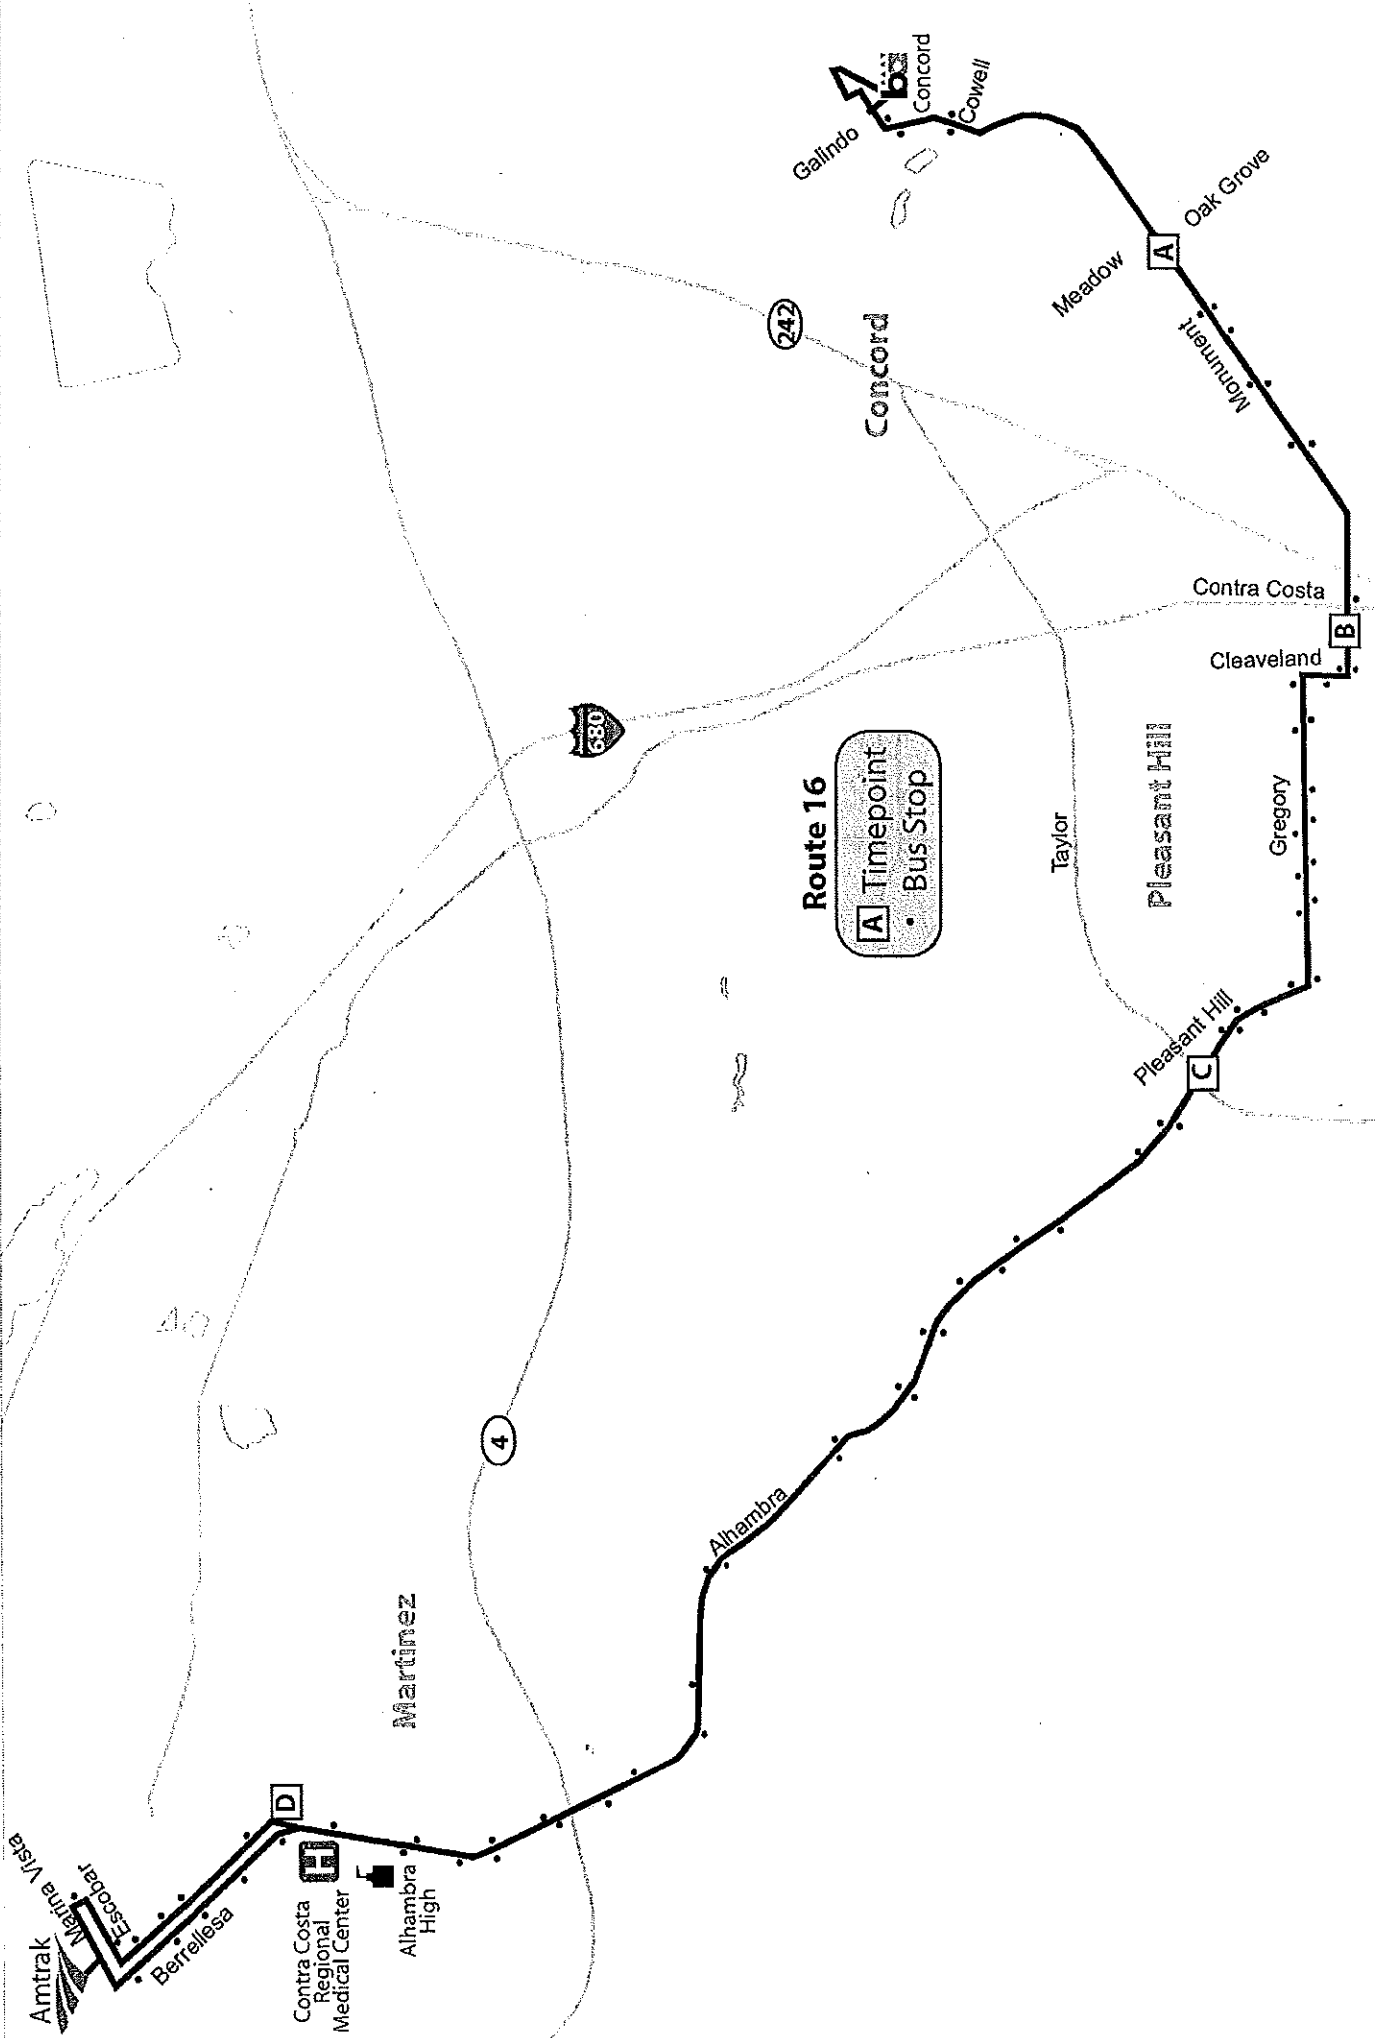 Amtrak
Marina Vista
Escobar
Berrellesa
D
H
Contra Costa
Regional
Medical Center
Alhambra
High
Martinez
4
Alhambra
680
Route 16
A Timepoint
Bus Stop
C
Pleasant Hill
Taylor
Pleasant Hill
Gregory
Cleaveland
B
Contra Costa
242
Concord
Monument
Meadow
A
Oak Grove
Galindo
ba
Concord
Cowell